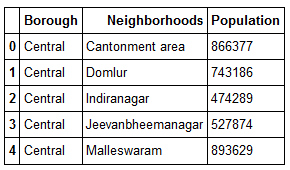 Borough Neighborhoods Population
0 Central Cantonment area 866377
1 Central Domlur 743186
2 Central Indiranagar 474289
3 Central Jeevanbheemanagar 527874
4 Central Malleswaram 893629